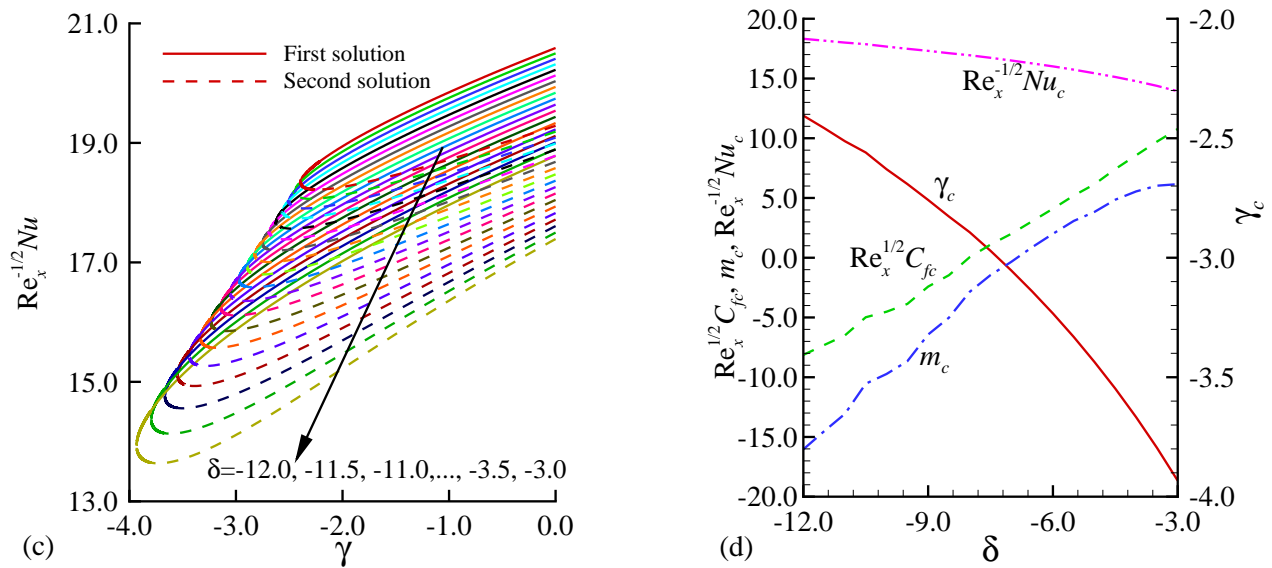 21.0
19.0
17.0
15.0
13.0
Re_x^{-1/2}Nu
First solution
Second solution
δ=-12.0, -11.5, -11.0,..., -3.5, -3.0
-4.0 -3.0 -2.0 -1.0 0.0
γ
(c)
20.0
15.0
10.0
5.0
0.0
-5.0
-10.0
-15.0
-20.0
Re_x^{1/2}C_{fc}, m_c, Re_x^{-1/2}Nu_c
Re_x^{-1/2}Nu_c
γ_c
Re_x^{1/2}C_{fc}
m_c
-2.0
-2.5
-3.0
-3.5
-4.0
γ_c
-12.0 -9.0 -6.0 -3.0
δ
(d)